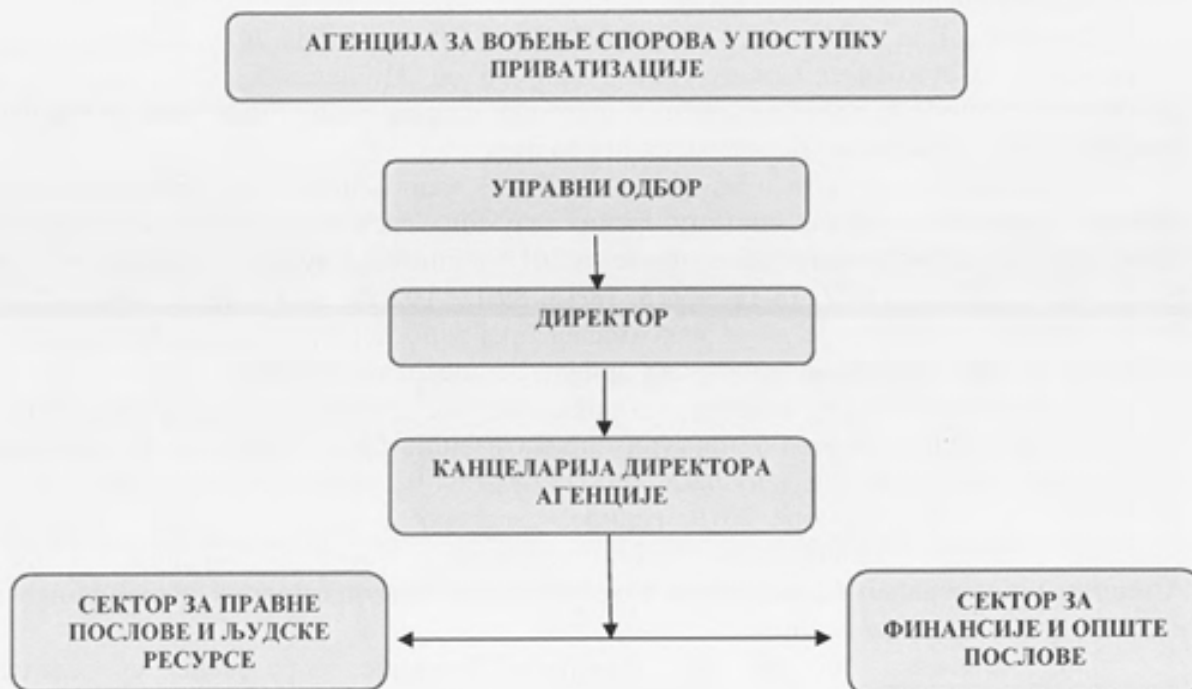 АГЕНЦИЈА ЗА ВОЂЕЊЕ СПОРОВА У ПОСТУПКУ
ПРИВАТИЗАЦИЈЕ
УПРАВНИ ОДБОР
ДИРЕКТОР
КАНЦЕЛАРИЈА ДИРЕКТОРА
АГЕНЦИЈЕ
СЕКТОР ЗА ПРАВНЕ
ПОСЛОВЕ И ЉУДСКЕ
РЕСУРСЕ
СЕКТОР ЗА
ФИНАНСИЈЕ И ОПШТЕ
ПОСЛОВЕ